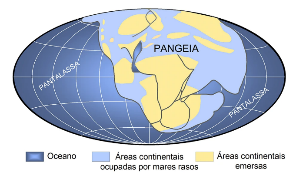 PANGEIA
PANTALASSA
PANTALASSA
Oceano
Áreas continentais
ocupadas por mares rasos
Áreas continentais
emersas